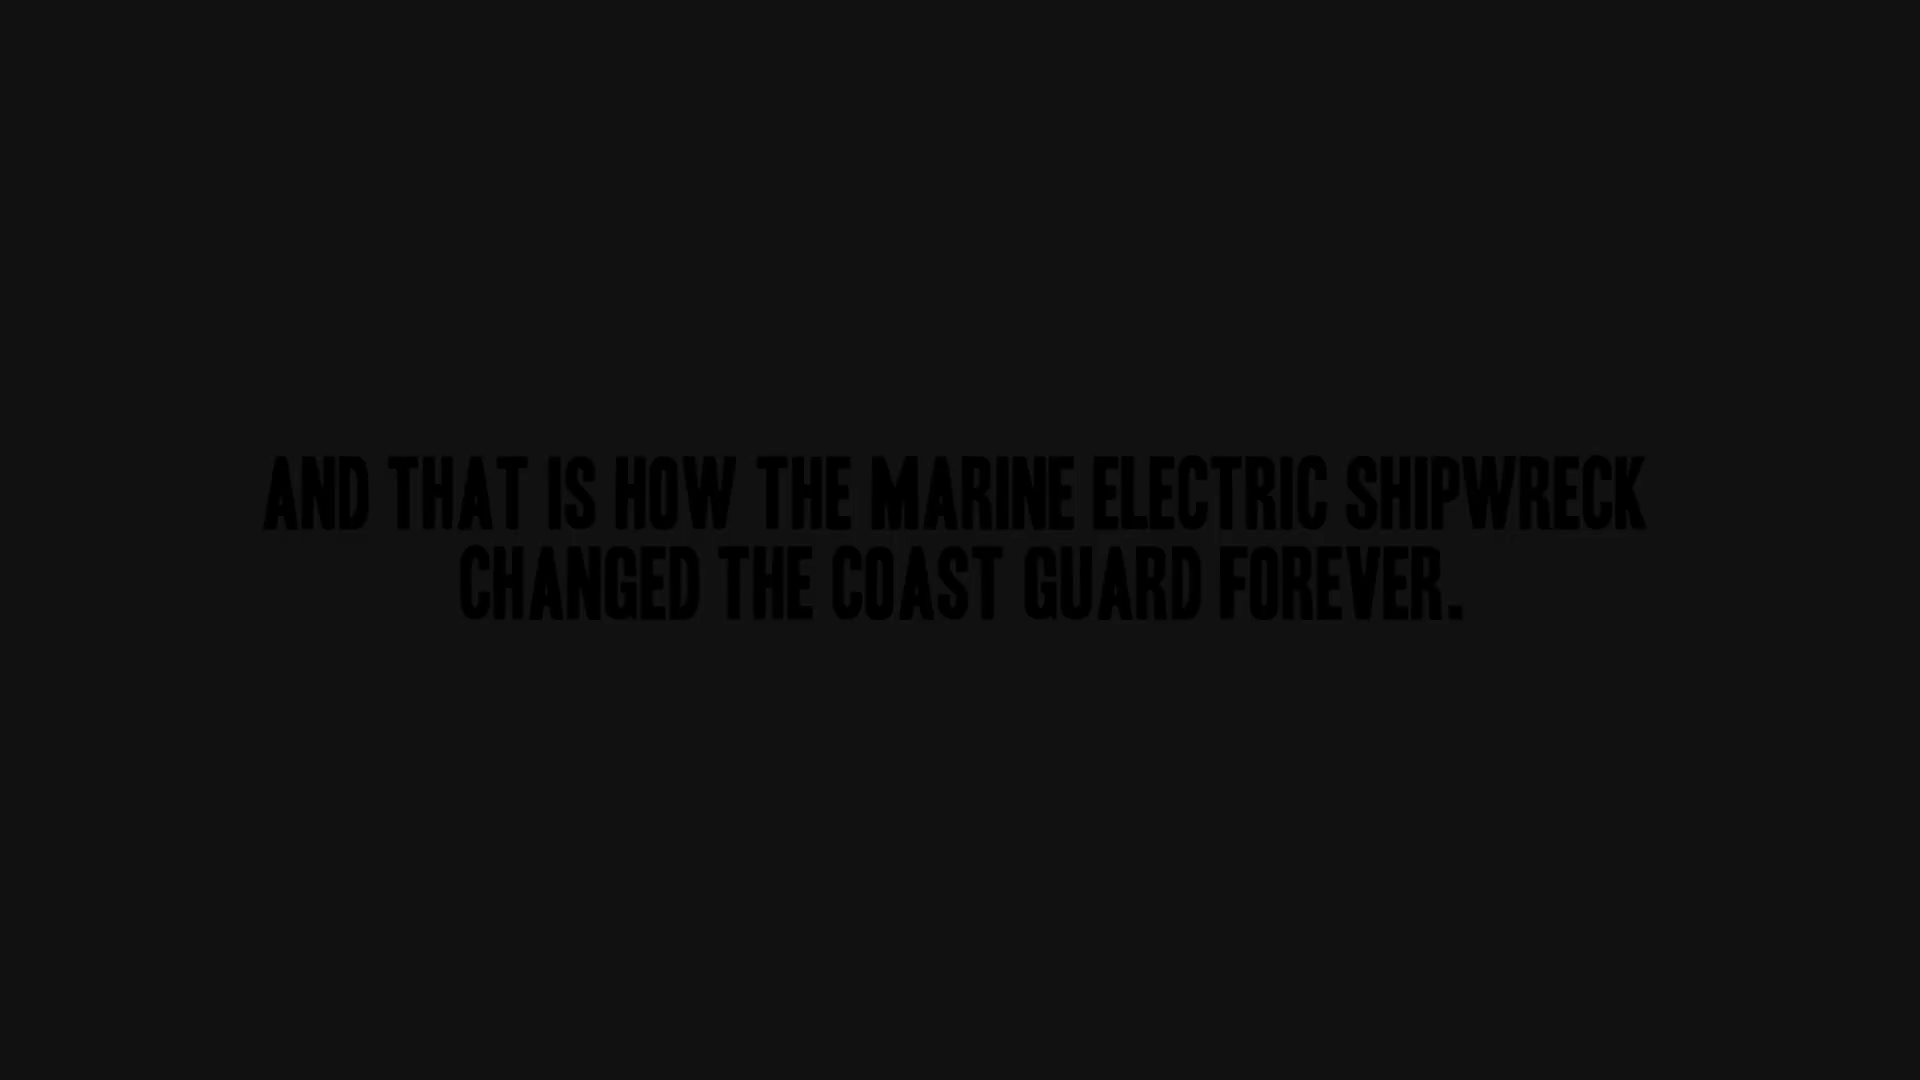 AND THAT IS HOW THE MARINE ELECTRIC SHIPWRECK
CHANGED THE COAST GUARD FOREVER.